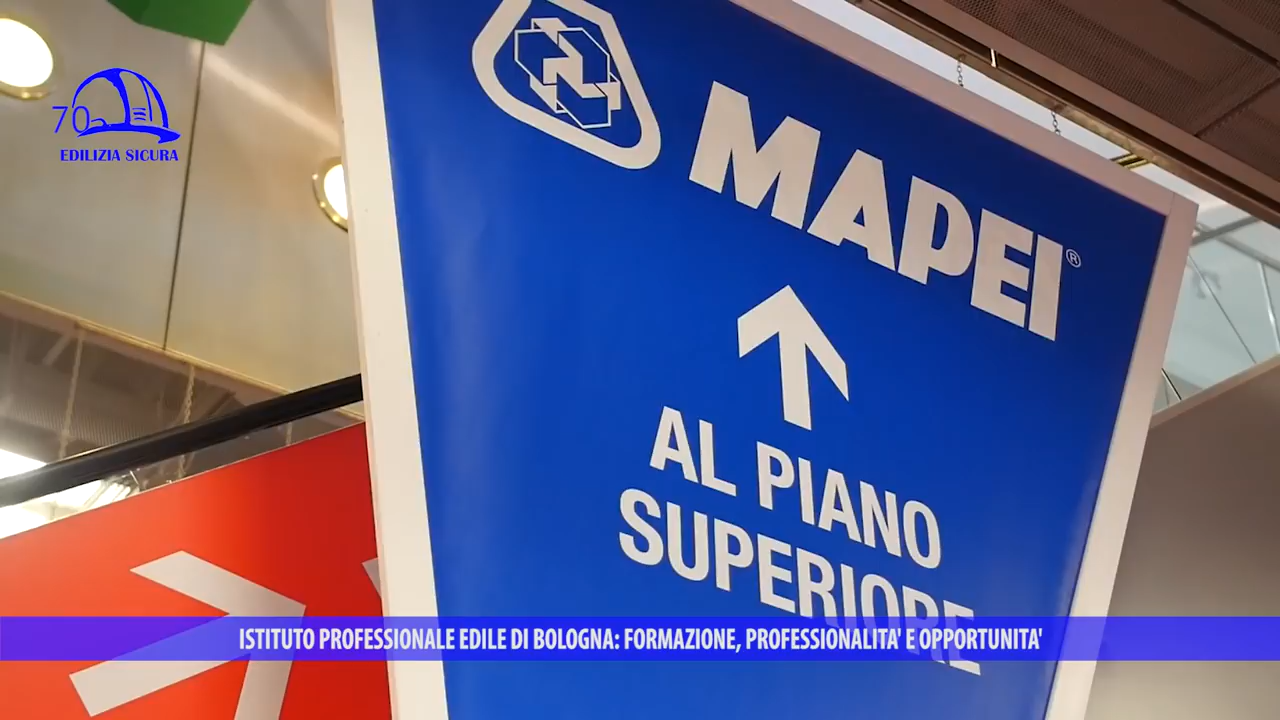 70
EDILIZIA SICURA
MAPEI®
AL PIANO
SUPERIORE
ISTITUTO PROFESSIONALE EDILE DI BOLOGNA: FORMAZIONE, PROFESSIONALITA' E OPPORTUNITA'